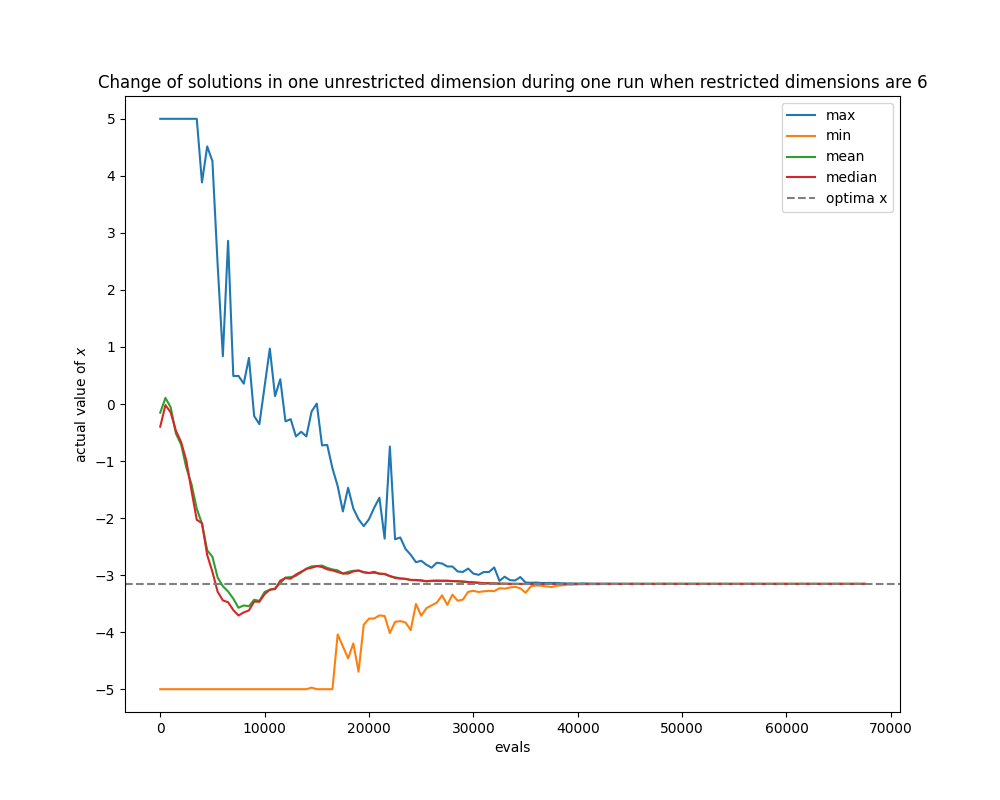 Change of solutions in one unrestricted dimension during one run when restricted dimensions are 6
max
min
mean
median
optima x
5
4
3
2
1
0
−1
−2
−3
−4
−5
actual value of x
0
10000
20000
30000
40000
50000
60000
70000
evals